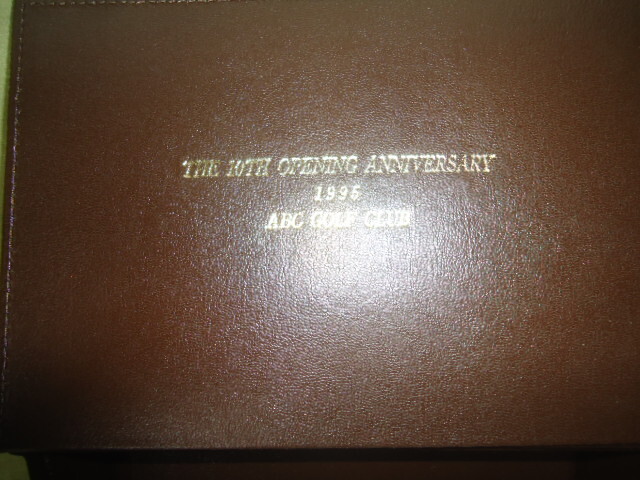 THE 10TH OPENING ANNIVERSARY
1995
ABC GOLF CLUB